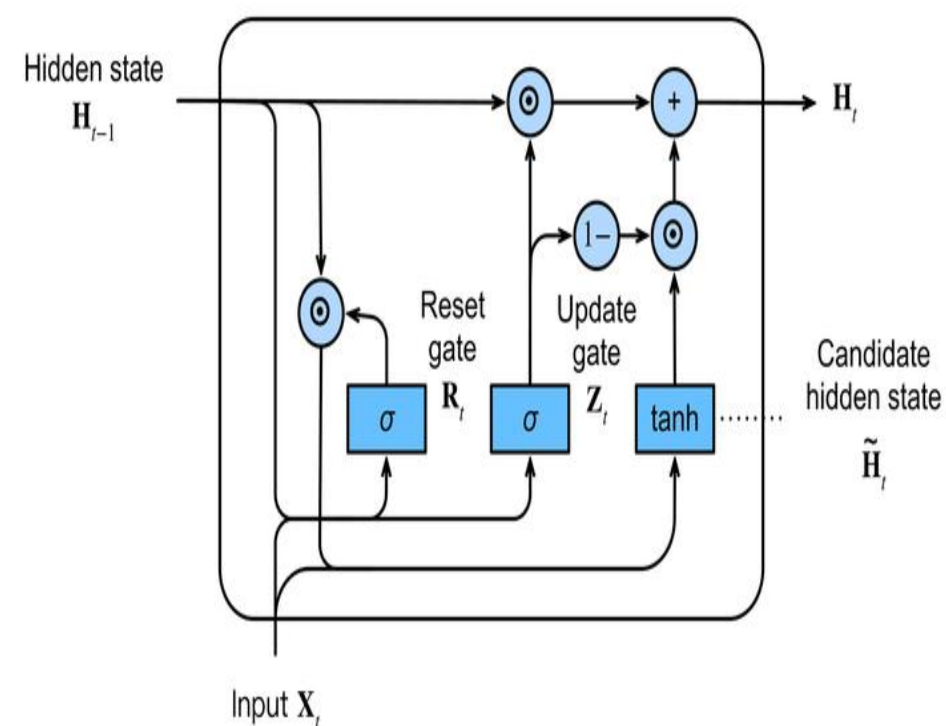 Hidden state
H_{t−1}
⊙
+
H_t
1−
⊙
⊙
Reset
gate
R_t
Update
gate
Z_t
Candidate
hidden state
H̃_t
σ
σ
tanh
Input X_t